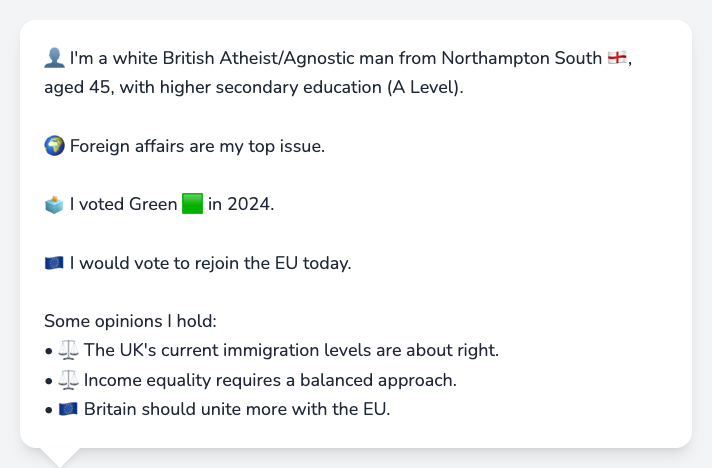 👤 I'm a white British Atheist/Agnostic man from Northampton South 🏴󠁧󠁢󠁥󠁮󠁧󠁿,
aged 45, with higher secondary education (A Level).
🌍 Foreign affairs are my top issue.
🗳️ I voted Green 🟩 in 2024.
🇪🇺 I would vote to rejoin the EU today.
Some opinions I hold:
• ⚖️ The UK's current immigration levels are about right.
• ⚖️ Income equality requires a balanced approach.
• 🇪🇺 Britain should unite more with the EU.